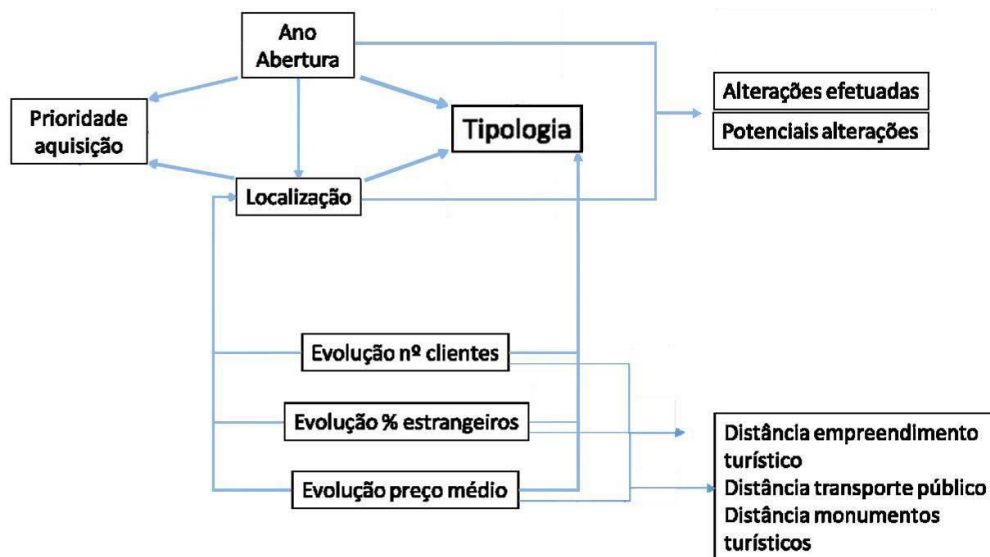 Ano
Abertura
Prioridade
aquisição
Tipologia
Alterações efetuadas
Potenciais alterações
Localização
Evolução nº clientes
Evolução % estrangeiros
Evolução preço médio
Distância empreendimento
turístico
Distância transporte público
Distância monumentos
turísticos